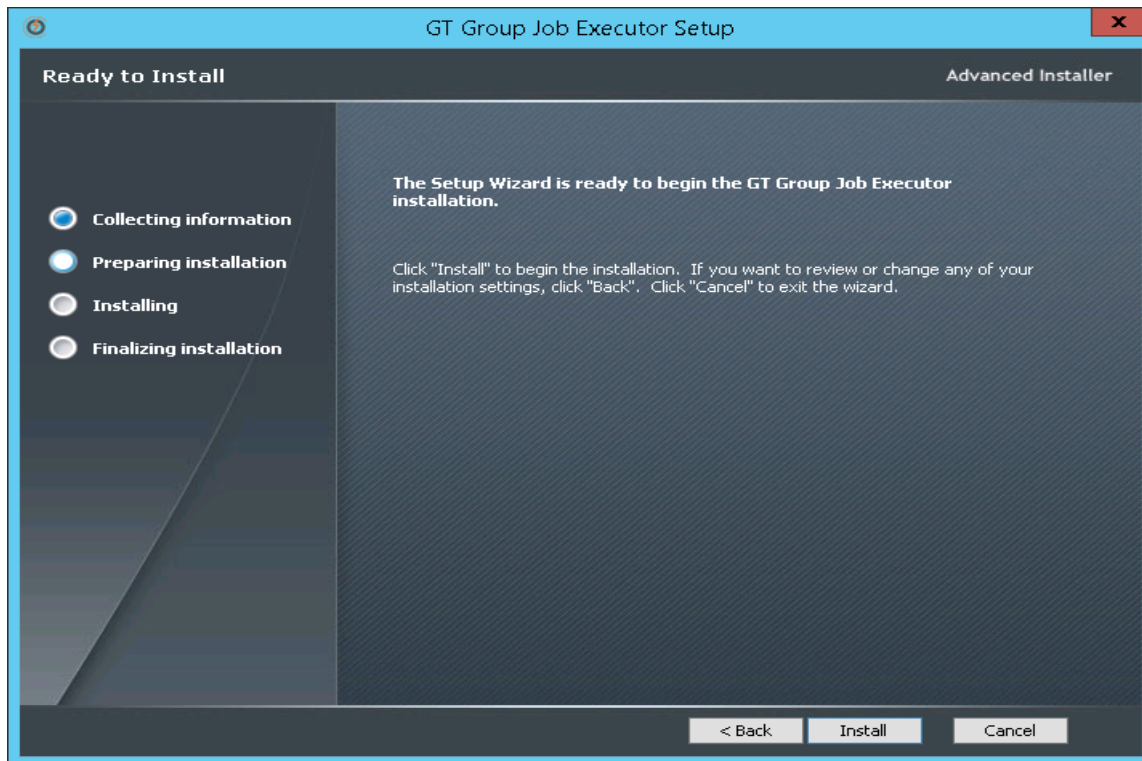 GT Group Job Executor Setup
x
Ready to Install
Advanced Installer
The Setup Wizard is ready to begin the GT Group Job Executor
installation.
Collecting information
Preparing installation
Click "Install" to begin the installation.  If you want to review or change any of your
installation settings, click "Back".  Click "Cancel" to exit the wizard.
Installing
Finalizing installation
< Back
Install
Cancel